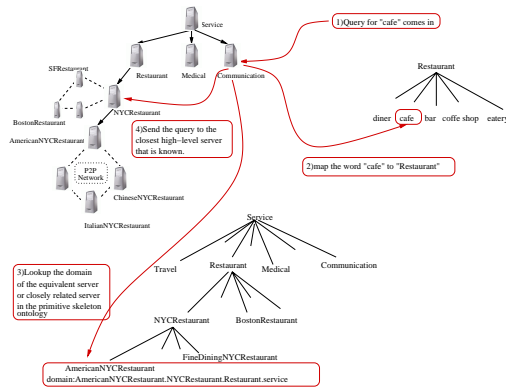 Service
1)Query for "cafe" comes in
SFRestaurant
Restaurant
Medical
Communication
Restaurant
BostonRestaurant
NYCRestaurant
diner
cafe
bar
coffe shop
eatery
AmericanNYCRestaurant
4)Send the query to the
closest high-level server
that is known.
P2P
Network
2)map the word "cafe" to "Restaurant"
ChineseNYCRestaurant
ItalianNYCRestaurant
Service
3)Lookup the domain
of the equivalent server
or closely related server
in the primitive skeleton
ontology
Travel
Restaurant
Medical
Communication
NYCRestaurant
BostonRestaurant
FineDiningNYCRestaurant
AmericanNYCRestaurant
domain:AmericanNYCRestaurant.NYCRestaurant.Restaurant.service